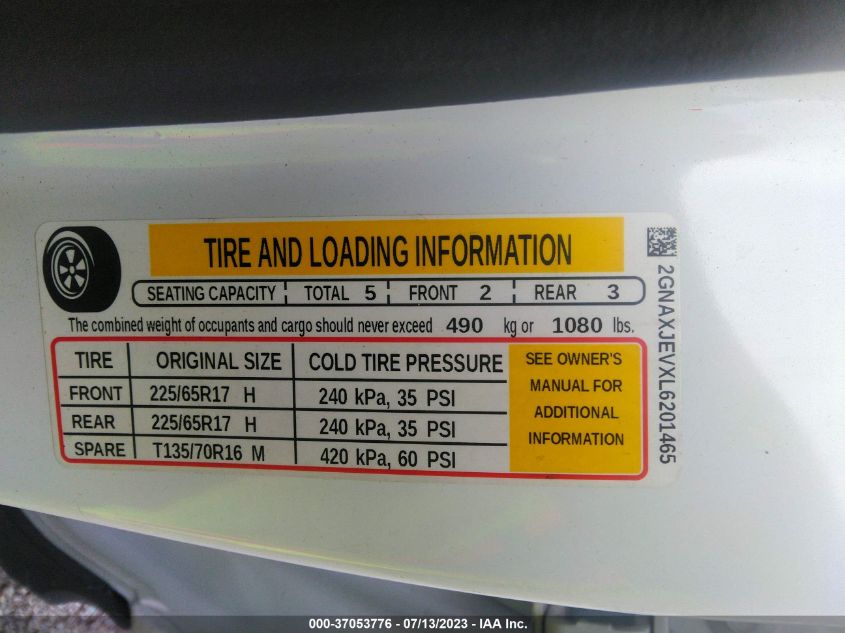 TIRE AND LOADING INFORMATION
SEATING CAPACITY TOTAL 5 FRONT 2 REAR 3
The combined weight of occupants and cargo should never exceed 490 kg or 1080 lbs.
TIRE ORIGINAL SIZE COLD TIRE PRESSURE
FRONT 225/65R17 H 240 kPa, 35 PSI
REAR 225/65R17 H 240 kPa, 35 PSI
SPARE T135/70R16 M 420 kPa, 60 PSI
SEE OWNER'S
MANUAL FOR
ADDITIONAL
INFORMATION
2GNAXJEVXL6201465
000-37053776 - 07/13/2023 - IAA Inc.